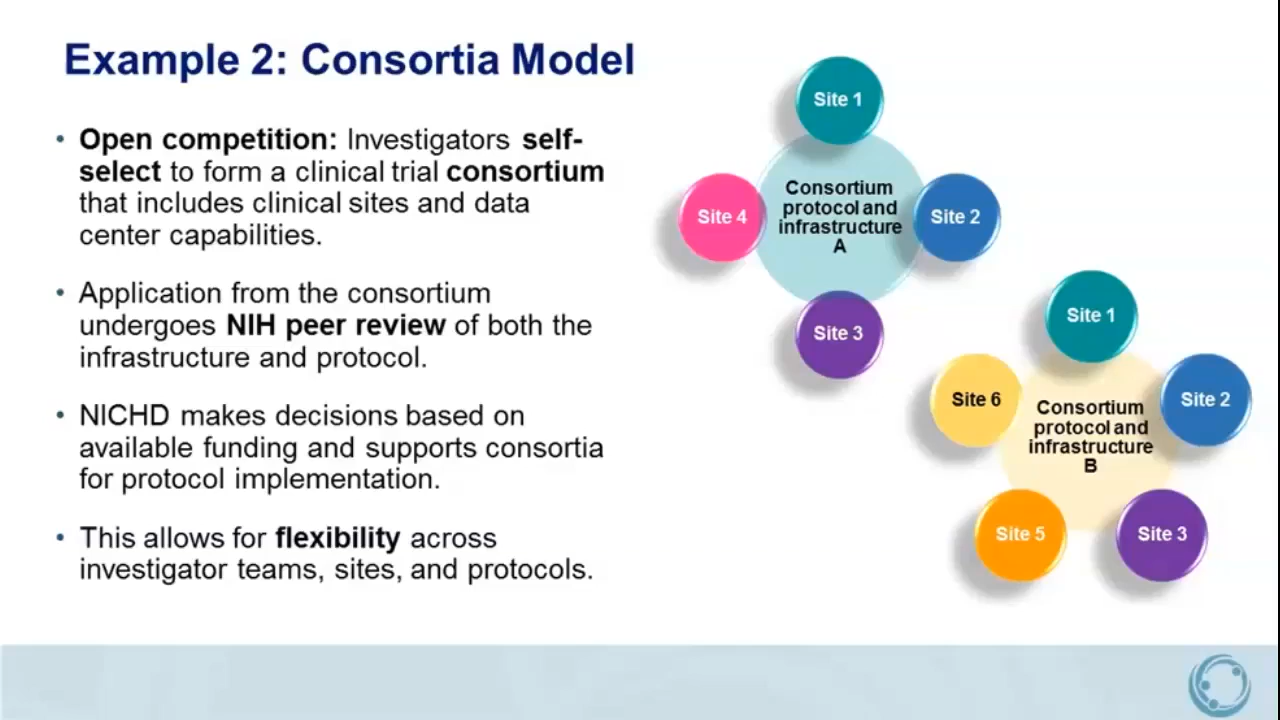 Example 2: Consortia Model
• Open competition: Investigators self-
select to form a clinical trial consortium
that includes clinical sites and data
center capabilities.
• Application from the consortium
undergoes NIH peer review of both the
infrastructure and protocol.
• NICHD makes decisions based on
available funding and supports consortia
for protocol implementation.
• This allows for flexibility across
investigator teams, sites, and protocols.
Site 1
Site 4
Consortium
protocol and
infrastructure
A
Site 2
Site 3
Site 1
Site 6
Consortium
protocol and
infrastructure
B
Site 2
Site 5
Site 3